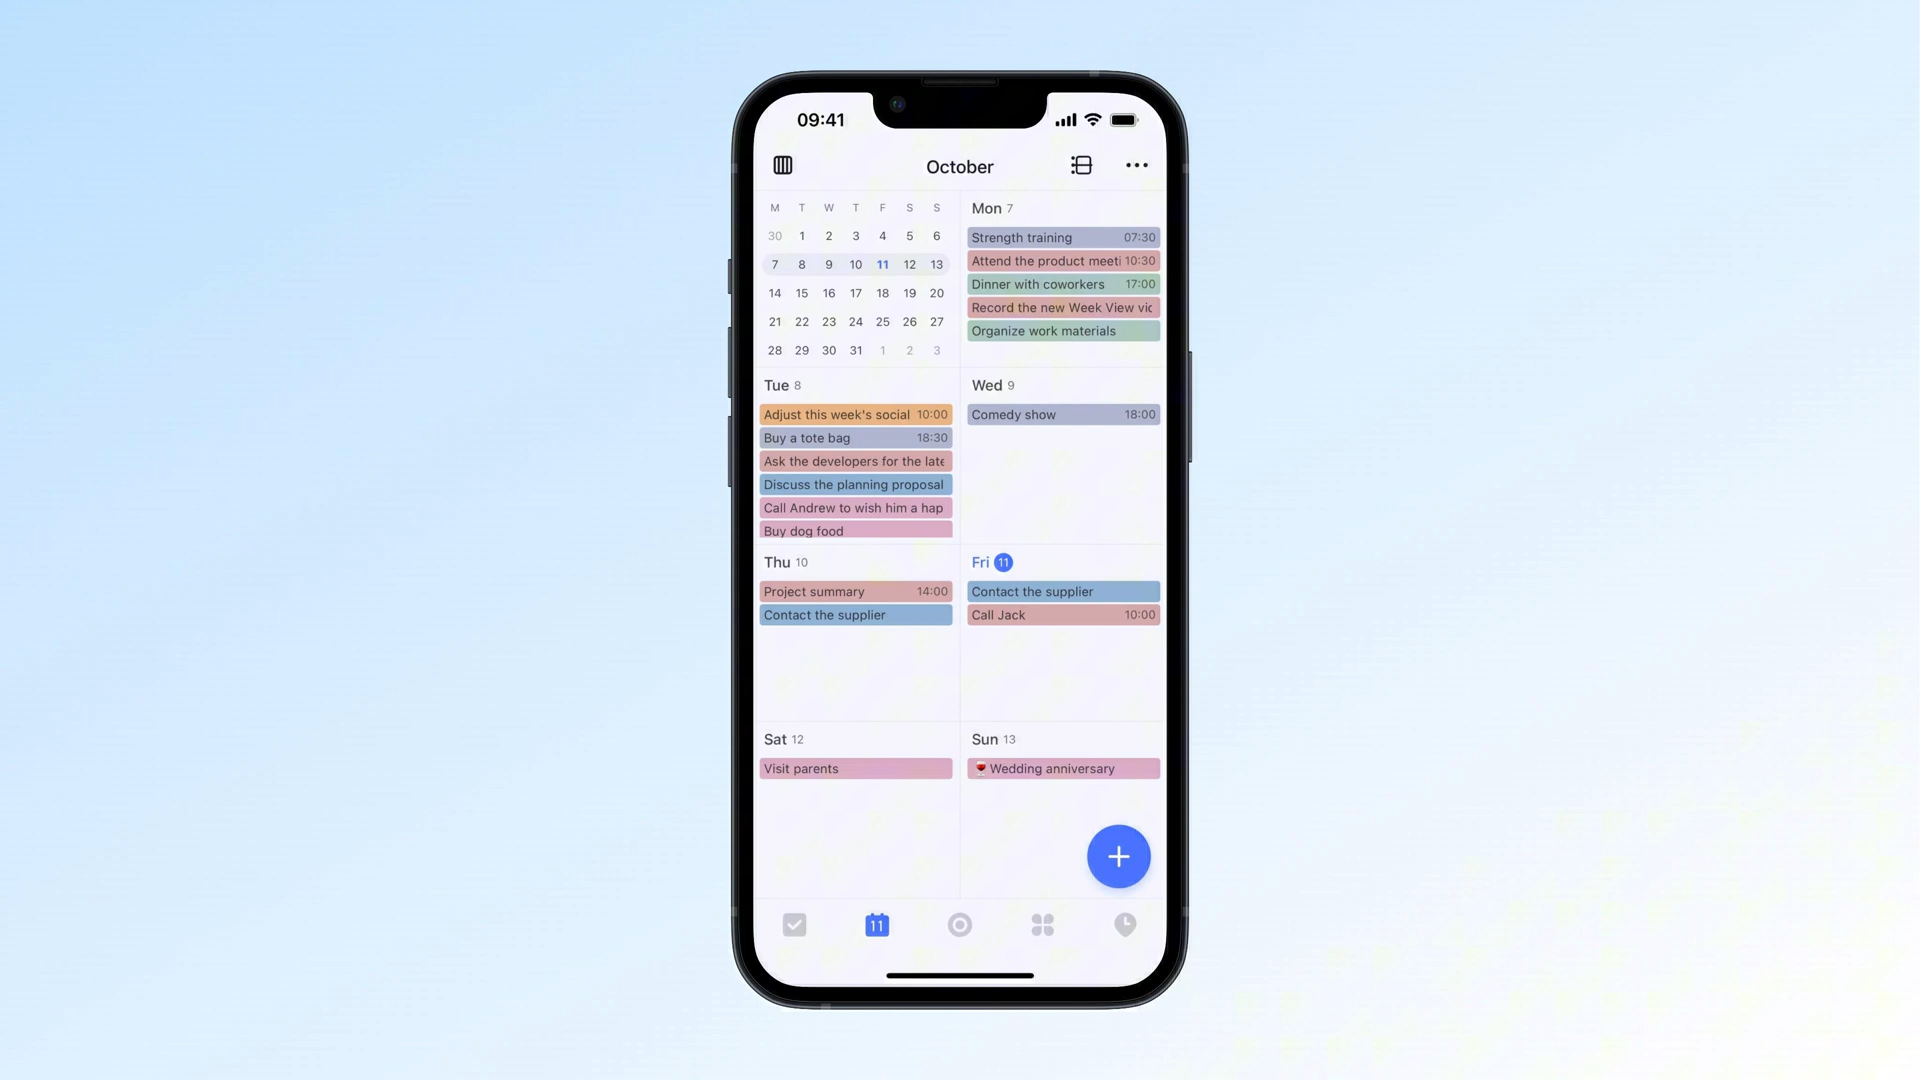 09:41
October
M T W T F S S
30 1 2 3 4 5 6
7 8 9 10 11 12 13
14 15 16 17 18 19 20
21 22 23 24 25 26 27
28 29 30 31 1 2 3
Mon 7
Strength training 07:30
Attend the product meeti 10:30
Dinner with coworkers 17:00
Record the new Week View vic
Organize work materials
Tue 8
Adjust this week's social 10:00
Buy a tote bag 18:30
Ask the developers for the late
Discuss the planning proposal
Call Andrew to wish him a hap
Buy dog food
Wed 9
Comedy show 18:00
Thu 10
Project summary 14:00
Contact the supplier
Fri 11
Contact the supplier
Call Jack 10:00
Sat 12
Visit parents
Sun 13
Wedding anniversary
11